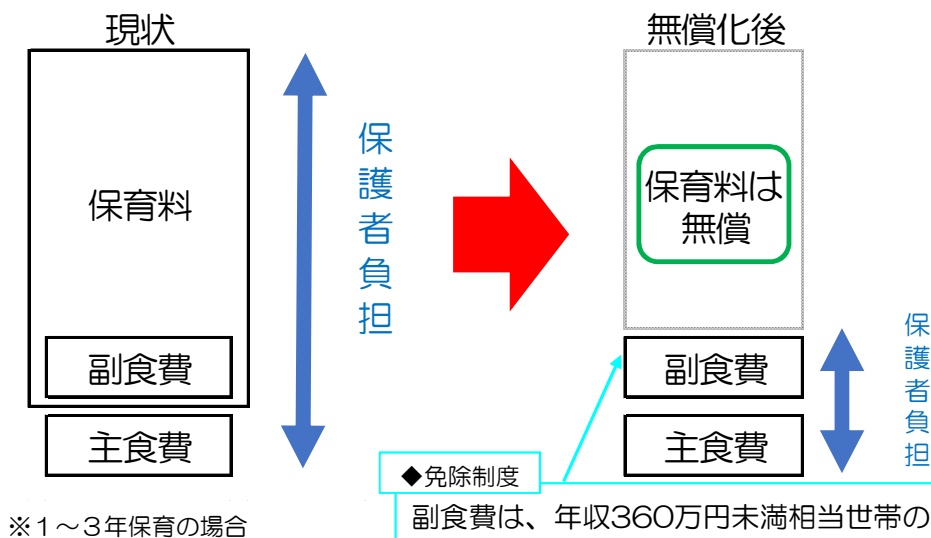 現状
保育料
副食費
主食費
保護者負担
※１～３年保育の場合
無償化後
保育料は
無償
副食費
主食費
保護者負担
◆免除制度
副食費は、年収360万円未満相当世帯の